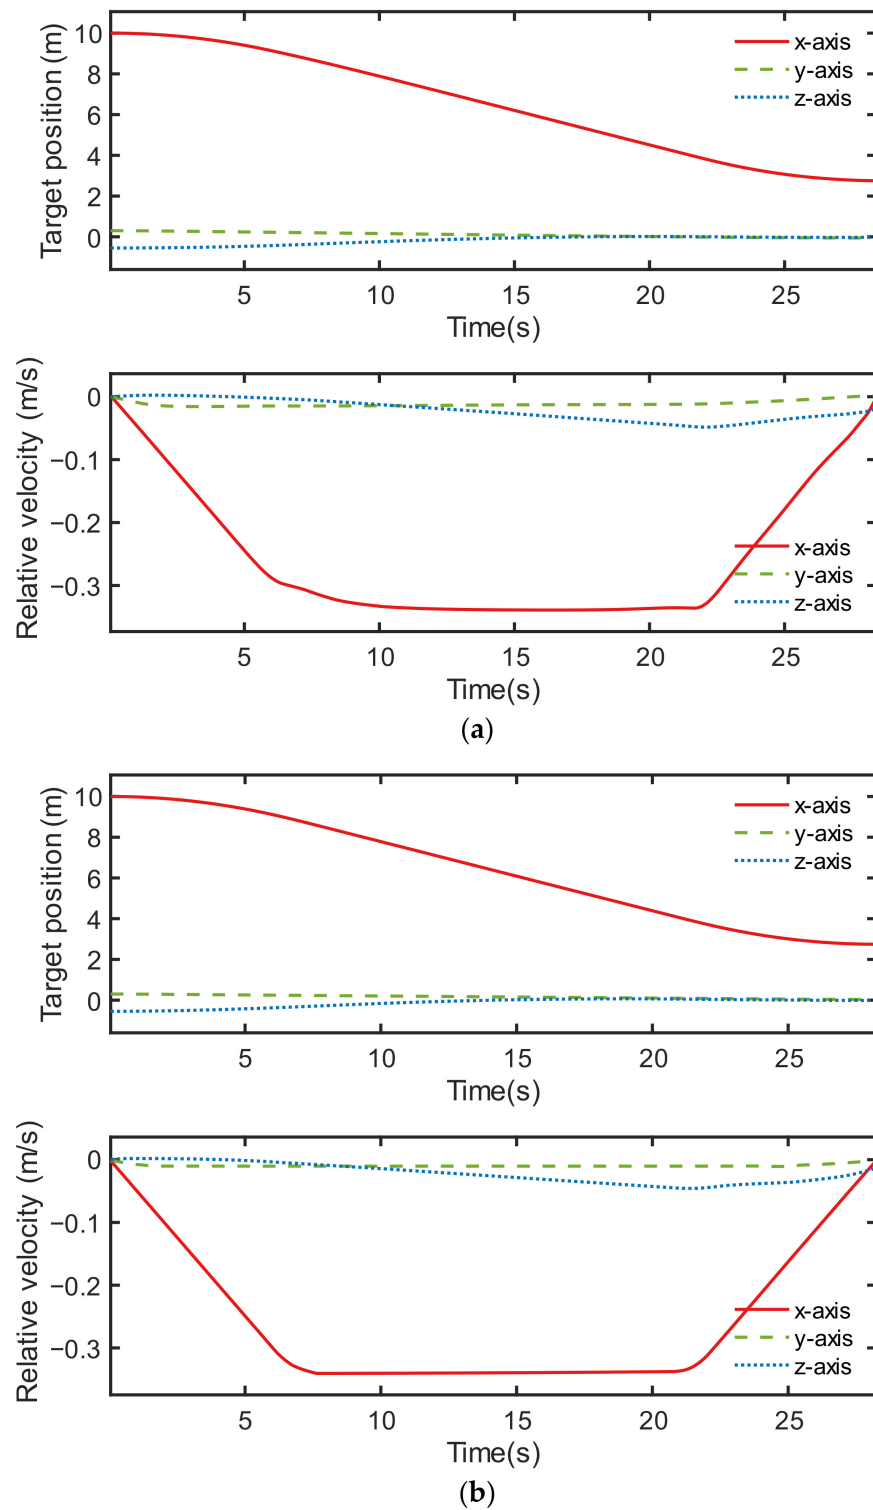 Target position (m)
10
8
6
4
2
0
x-axis
y-axis
z-axis
5 10 15 20 25
Time(s)
Relative velocity (m/s)
0
−0.1
−0.2
−0.3
x-axis
y-axis
z-axis
5 10 15 20 25
Time(s)
(a)
Target position (m)
10
8
6
4
2
0
x-axis
y-axis
z-axis
5 10 15 20 25
Time(s)
Relative velocity (m/s)
0
−0.1
−0.2
−0.3
x-axis
y-axis
z-axis
5 10 15 20 25
Time(s)
(b)